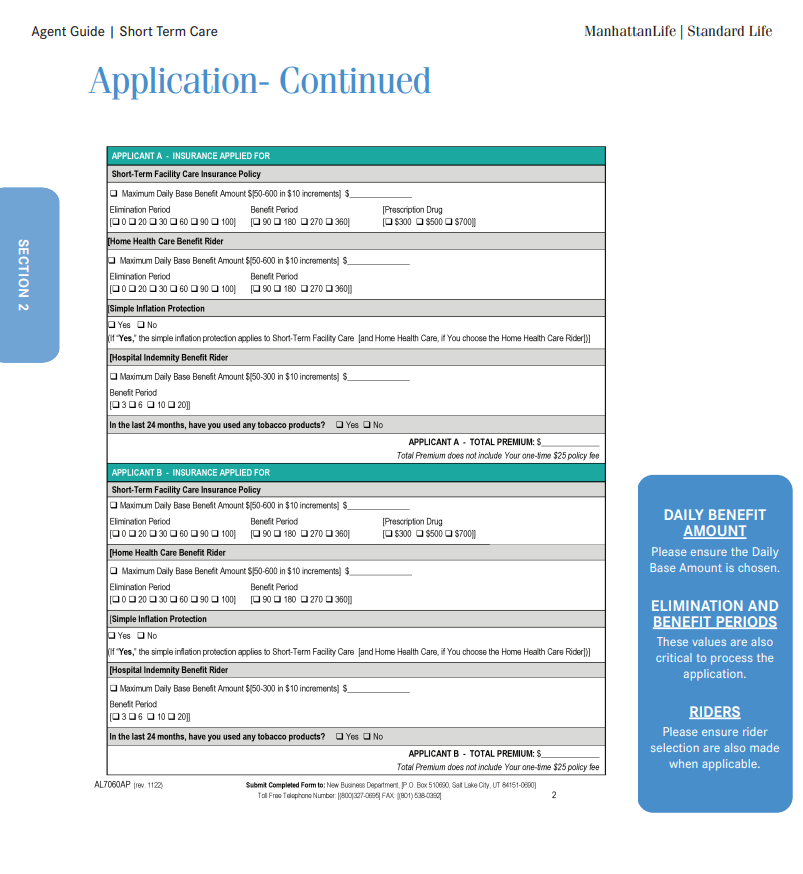 Agent Guide | Short Term Care
ManhattanLife | Standard Life
Application- Continued
SECTION 2
APPLICANT A - INSURANCE APPLIED FOR
Short-Term Facility Care Insurance Policy
❑ Maximum Daily Base Benefit Amount $[50-600 in $10 increments] $______________
Elimination Period Benefit Period [Prescription Drug
[❑ 0 ❑ 20 ❑ 30 ❑ 60 ❑ 90 ❑ 100] [❑ 90 ❑ 180 ❑ 270 ❑ 360] [❑ $300 ❑ $500 ❑ $700]]
[Home Health Care Benefit Rider
❑ Maximum Daily Base Benefit Amount $[50-600 in $10 increments] $______________
Elimination Period Benefit Period
[❑ 0 ❑ 20 ❑ 30 ❑ 60 ❑ 90 ❑ 100] [❑ 90 ❑ 180 ❑ 270 ❑ 360]]
[Simple Inflation Protection
❑ Yes ❑ No
(If "Yes," the simple inflation protection applies to Short-Term Facility Care [and Home Health Care, if You choose the Home Health Care Rider])]
[Hospital Indemnity Benefit Rider
❑ Maximum Daily Base Benefit Amount $[50-300 in $10 increments] $______________
Benefit Period
[❑ 3 ❑ 6 ❑ 10 ❑ 20]]
In the last 24 months, have you used any tobacco products? ❑ Yes ❑ No
APPLICANT A - TOTAL PREMIUM: $_____________
Total Premium does not include Your one-time $25 policy fee
APPLICANT B - INSURANCE APPLIED FOR
Short-Term Facility Care Insurance Policy
❑ Maximum Daily Base Benefit Amount $[50-600 in $10 increments] $______________
Elimination Period Benefit Period [Prescription Drug
[❑ 0 ❑ 20 ❑ 30 ❑ 60 ❑ 90 ❑ 100] [❑ 90 ❑ 180 ❑ 270 ❑ 360] [❑ $300 ❑ $500 ❑ $700]]
[Home Health Care Benefit Rider
❑ Maximum Daily Base Benefit Amount $[50-600 in $10 increments] $______________
Elimination Period Benefit Period
[❑ 0 ❑ 20 ❑ 30 ❑ 60 ❑ 90 ❑ 100] [❑ 90 ❑ 180 ❑ 270 ❑ 360]]
[Simple Inflation Protection
❑ Yes ❑ No
(If "Yes," the simple inflation protection applies to Short-Term Facility Care [and Home Health Care, if You choose the Home Health Care Rider])]
[Hospital Indemnity Benefit Rider
❑ Maximum Daily Base Benefit Amount $[50-300 in $10 increments] $______________
Benefit Period
[❑ 3 ❑ 6 ❑ 10 ❑ 20]]
In the last 24 months, have you used any tobacco products? ❑ Yes ❑ No
APPLICANT B - TOTAL PREMIUM: $_____________
Total Premium does not include Your one-time $25 policy fee
AL7060AP (rev. 1122)
Submit Completed Form to: New Business Department, [P.O. Box 510690, Salt Lake City, UT 84151-0690]
Toll Free Telephone Number: [(800)327-0695] FAX: [(801) 538-0392]
2
DAILY BENEFIT
AMOUNT
Please ensure the Daily
Base Amount is chosen.
ELIMINATION AND
BENEFIT PERIODS
These values are also
critical to process the
application.
RIDERS
Please ensure rider
selection are also made
when applicable.